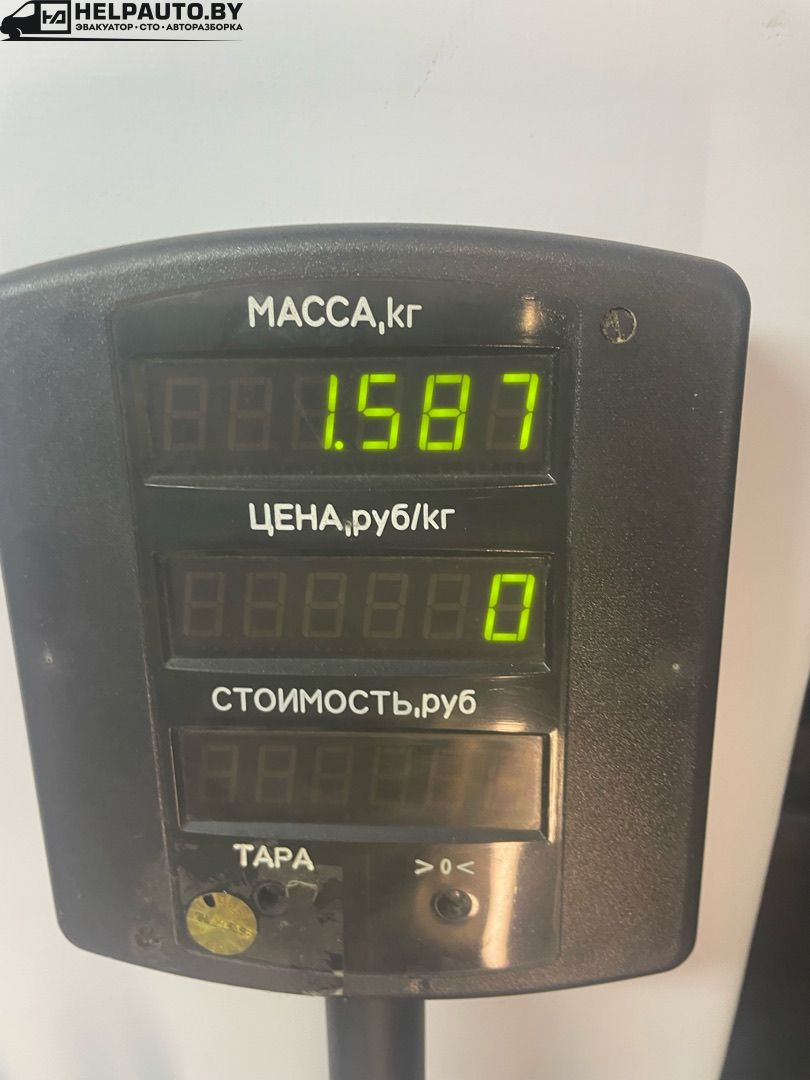 HELPAUTO.BY
ЭВАКУАТОР•СТО•АВТОРАЗБОРКА
МАССА,кг
1.587
ЦЕНА,руб/кг
0
СТОИМОСТЬ,руб
ТАРА >0<